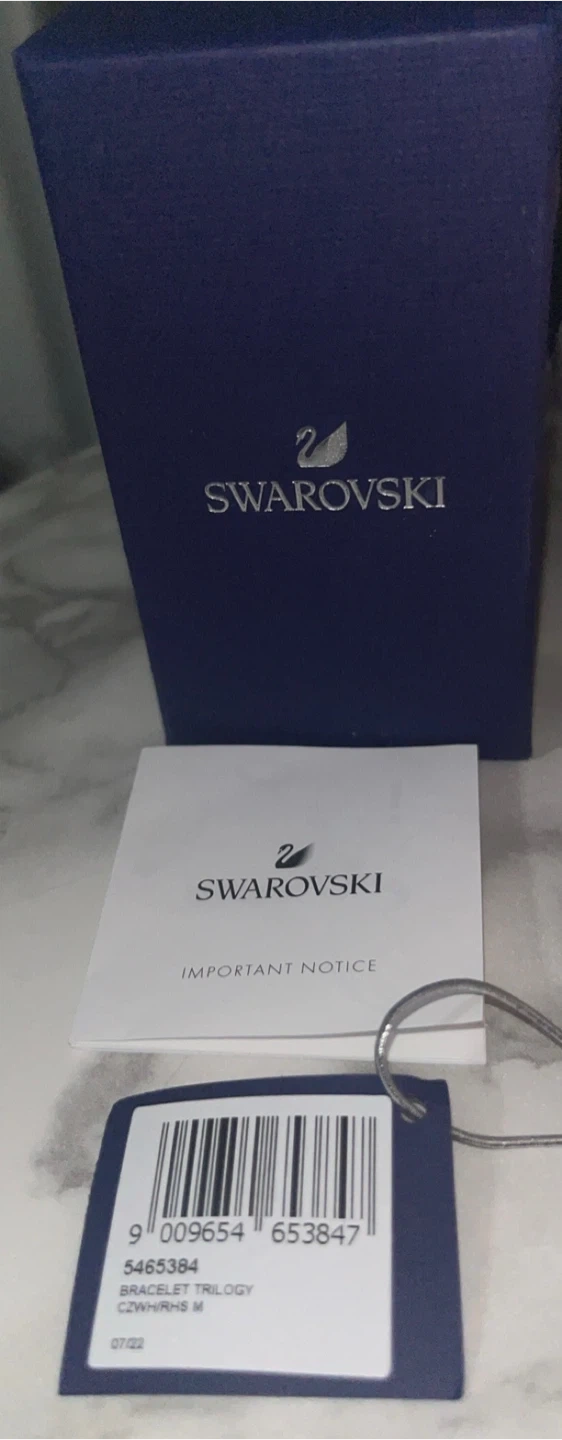 SWAROVSKI
SWAROVSKI
IMPORTANT NOTICE
9 009654 653847
5465384
BRACELET TRILOGY
CZWH/RHS M
07/22